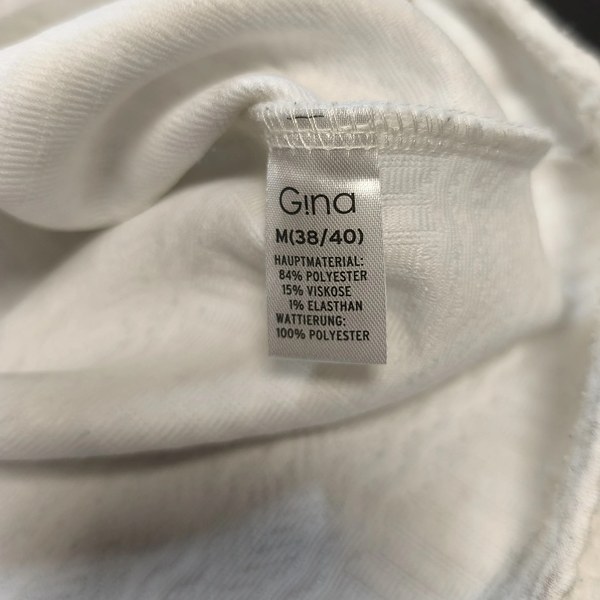 Gina
M(38/40)
HAUPTMATERIAL:
84% POLYESTER
15% VISKOSE
1% ELASTHAN
WATTIERUNG:
100% POLYESTER